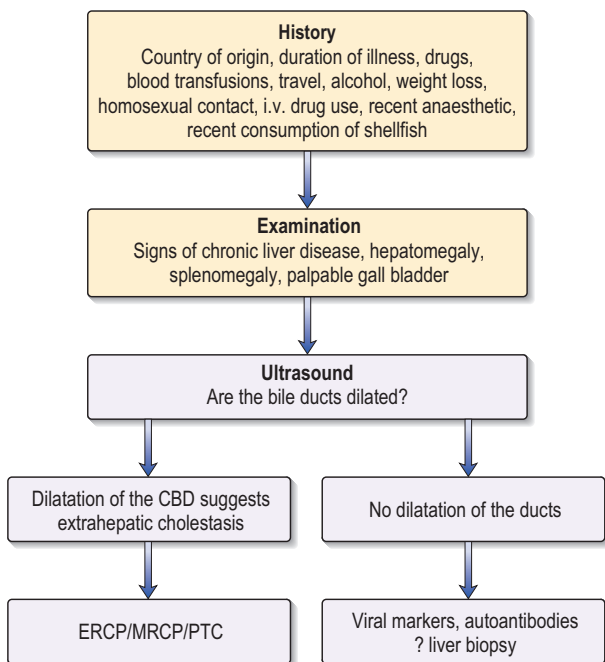 History
Country of origin, duration of illness, drugs,
blood transfusions, travel, alcohol, weight loss,
homosexual contact, i.v. drug use, recent anaesthetic,
recent consumption of shellfish
Examination
Signs of chronic liver disease, hepatomegaly,
splenomegaly, palpable gall bladder
Ultrasound
Are the bile ducts dilated?
Dilatation of the CBD suggests
extrahepatic cholestasis
No dilatation of the ducts
ERCP/MRCP/PTC
Viral markers, autoantibodies
? liver biopsy